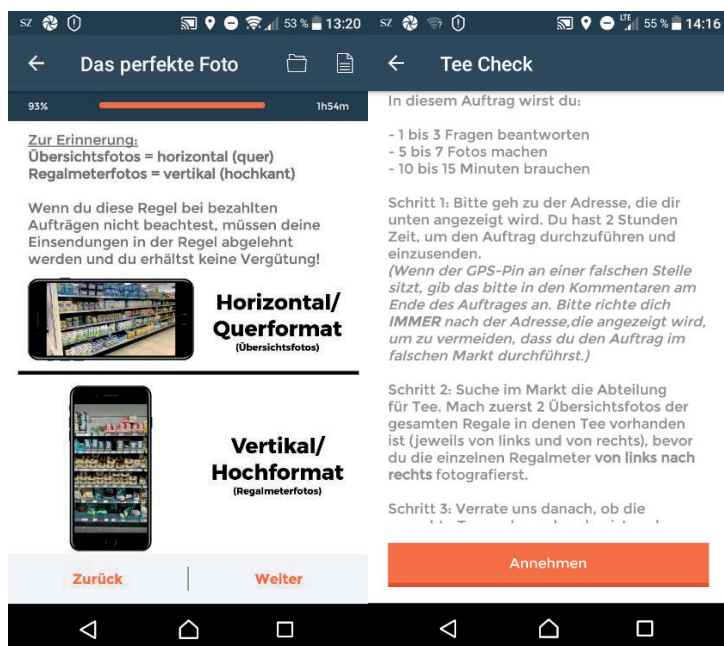 SZ 53 % 13:20
Das perfekte Foto
93% 1h54m
Zur Erinnerung:
Übersichtsfotos = horizontal (quer)
Regalmeterfotos = vertikal (hochkant)
Wenn du diese Regel bei bezahlten
Aufträgen nicht beachtest, müssen deine
Einsendungen in der Regel abgelehnt
werden und du erhältst keine Vergütung!
Horizontal/
Querformat
(Übersichtsfotos)
Vertikal/
Hochformat
(Regalmeterfotos)
Zurück Weiter
SZ LTE 55 % 14:16
Tee Check
In diesem Auftrag wirst du:
- 1 bis 3 Fragen beantworten
- 5 bis 7 Fotos machen
- 10 bis 15 Minuten brauchen
Schritt 1: Bitte geh zu der Adresse, die dir
unten angezeigt wird. Du hast 2 Stunden
Zeit, um den Auftrag durchzuführen und
einzusenden.
(Wenn der GPS-Pin an einer falschen Stelle
sitzt, gib das bitte in den Kommentaren am
Ende des Auftrages an. Bitte richte dich
IMMER nach der Adresse,die angezeigt wird,
um zu vermeiden, dass du den Auftrag im
falschen Markt durchführst.)
Schritt 2: Suche im Markt die Abteilung
für Tee. Mach zuerst 2 Übersichtsfotos der
gesamten Regale in denen Tee vorhanden
ist (jeweils von links und von rechts), bevor
du die einzelnen Regalmeter von links nach
rechts fotografierst.
Schritt 3: Verrate uns danach, ob die
Annehmen